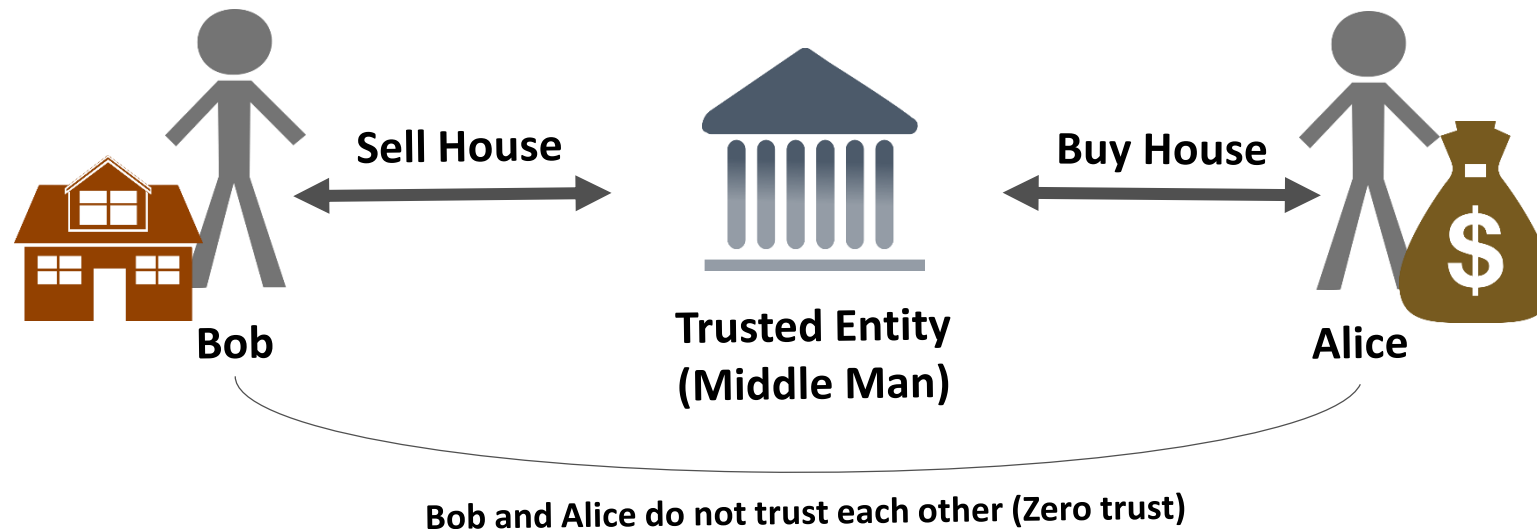 Sell House
Buy House
$
Bob
Trusted Entity
(Middle Man)
Alice
Bob and Alice do not trust each other (Zero trust)